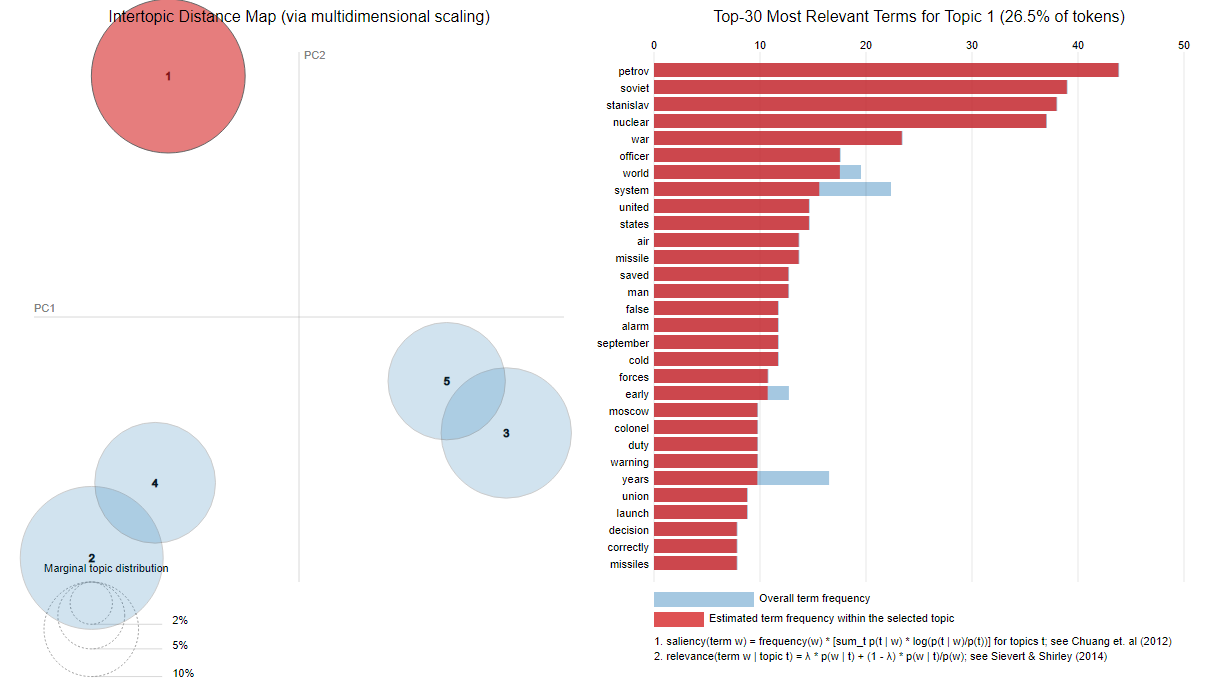 Intertopic Distance Map (via multidimensional scaling)
PC2
PC1
1
5
3
4
2
Marginal topic distribution
2%
5%
10%
Top-30 Most Relevant Terms for Topic 1 (26.5% of tokens)
0 10 20 30 40 50
petrov
soviet
stanislav
nuclear
war
officer
world
system
united
states
air
missile
saved
man
false
alarm
september
cold
forces
early
moscow
colonel
duty
warning
years
union
launch
decision
correctly
missiles
Overall term frequency
Estimated term frequency within the selected topic
1. saliency(term w) = frequency(w) * [sum_t p(t | w) * log(p(t | w)/p(t))] for topics t; see Chuang et. al (2012)
2. relevance(term w | topic t) = λ * p(w | t) + (1 - λ) * p(w | t)/p(w); see Sievert & Shirley (2014)